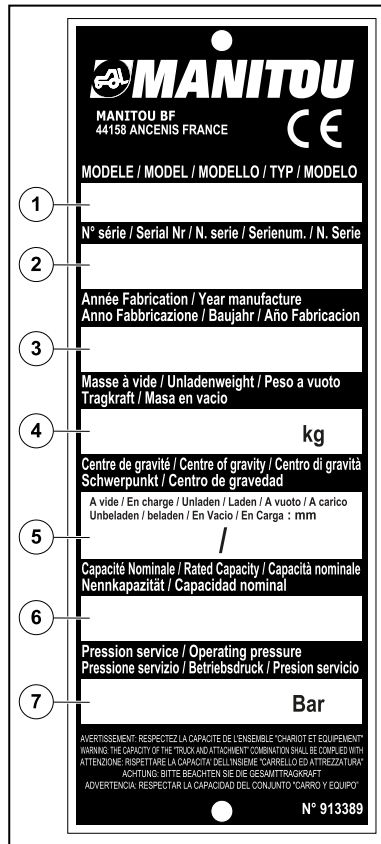 MANITOU
MANITOU BF
44158 ANCENIS FRANCE
CE
MODELE / MODEL / MODELLO / TYP / MODELO
1
N° série / Serial Nr / N. serie / Serienum. / N. Serie
2
Année Fabrication / Year manufacture
Anno Fabbricazione / Baujahr / Año Fabricacion
3
Masse à vide / Unladenweight / Peso a vuoto
Tragkraft / Masa en vacio
4
kg
Centre de gravité / Centre of gravity / Centro di gravità
Schwerpunkt / Centro de gravedad
A vide / En charge / Unladen / Laden / A vuoto / A carico
Unbeladen / beladen / En Vacio / En Carga : mm
5
/
Capacité Nominale / Rated Capacity / Capacità nominale
Nennkapazität / Capacidad nominal
6
Pression service / Operating pressure
Pressione servizio / Betriebsdruck / Presion servicio
7
Bar
AVERTISSEMENT: RESPECTEZ LA CAPACITE DE L'ENSEMBLE "CHARIOT ET EQUIPEMENT"
WARNING: THE CAPACITY OF THE "TRUCK AND ATTACHMENT" COMBINATION SHALL BE COMPLIED WITH
ATTENZIONE: RISPETTARE LA CAPACITA' DELL'INSIEME "CARRELLO ED ATTREZZATURA"
ACHTUNG: BITTE BEACHTEN SIE DIE GESAMTTRAGKRAFT
ADVERTENCIA: RESPECTAR LA CAPACIDAD DEL CONJUNTO "CARRO Y EQUIPO"
N° 913389